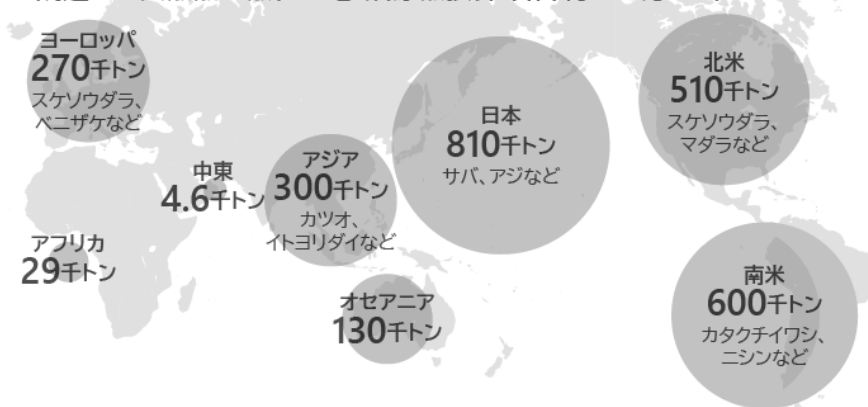 ヨーロッパ
270千トン
スケソウダラ、
ベニザケなど
中東
4.6千トン
アフリカ
29千トン
アジア
300千トン
カツオ、
イトヨリダイなど
日本
810千トン
サバ、アジなど
オセアニア
130千トン
北米
510千トン
スケソウダラ、
マダラなど
南米
600千トン
カタクチイワシ、
ニシンなど